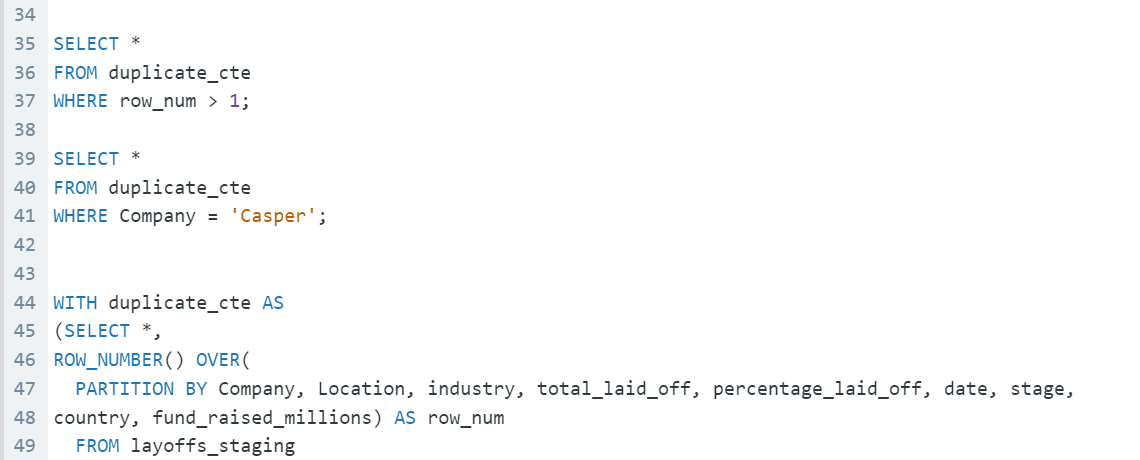 34
35 SELECT *
36 FROM duplicate_cte
37 WHERE row_num > 1;
38
39 SELECT *
40 FROM duplicate_cte
41 WHERE Company = 'Casper';
42
43
44 WITH duplicate_cte AS
45 (SELECT *,
46 ROW_NUMBER() OVER(
47   PARTITION BY Company, Location, industry, total_laid_off, percentage_laid_off, date, stage,
48 country, fund_raised_millions) AS row_num
49   FROM layoffs_staging